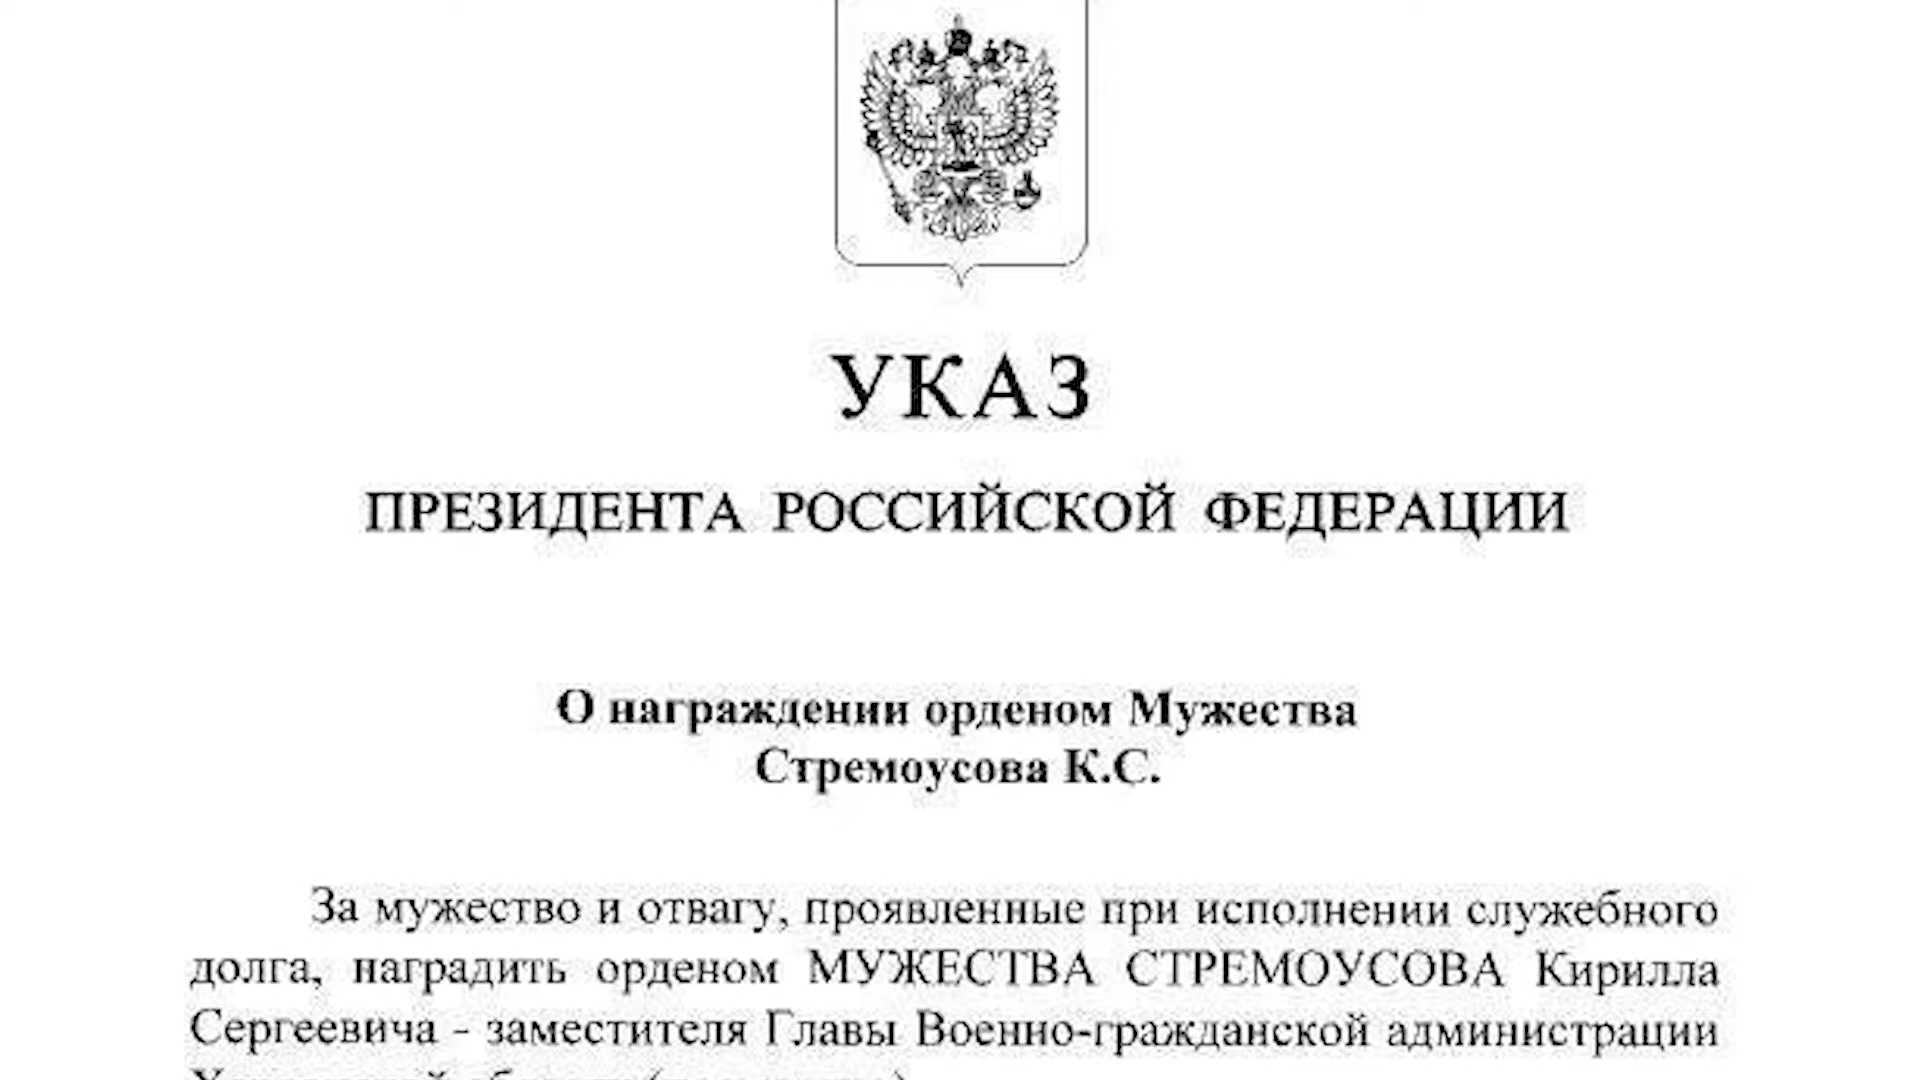 УКАЗ
ПРЕЗИДЕНТА РОССИЙСКОЙ ФЕДЕРАЦИИ
О награждении орденом Мужества
Стремоусова К.С.
За мужество и отвагу, проявленные при исполнении служебного
долга, наградить орденом МУЖЕСТВА СТРЕМОУСОВА Кирилла
Сергеевича - заместителя Главы Военно-гражданской администрации